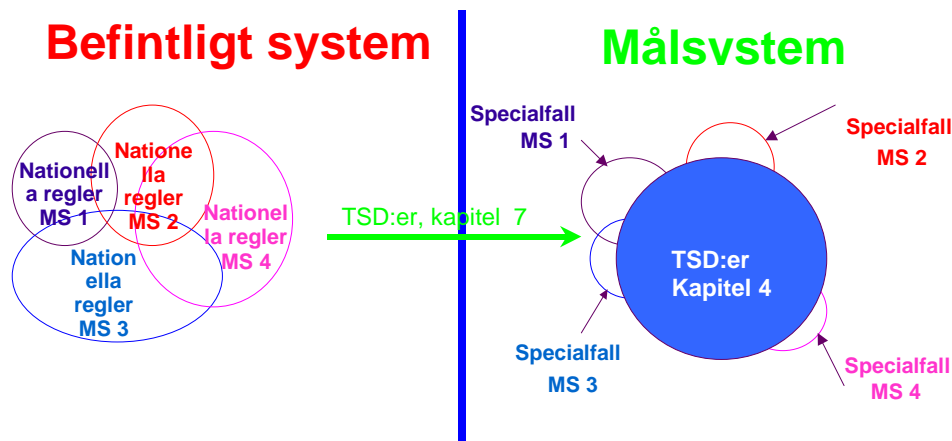 Befintligt system
Målsvstem
Nationell
a regler
MS 1
Natione
lla
regler
MS 2
Nationel
la regler
MS 4
Nation
ella
regler
MS 3
TSD:er, kapitel 7
Specialfall
MS 1
Specialfall
MS 2
TSD:er
Kapitel 4
Specialfall
MS 3
Specialfall
MS 4